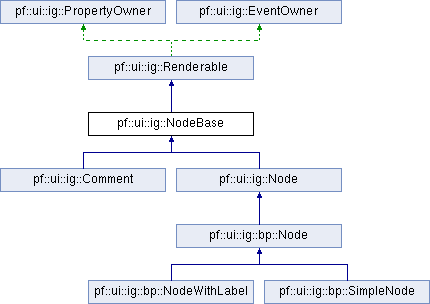 pf::ui::ig::PropertyOwner
pf::ui::ig::EventOwner
pf::ui::ig::Renderable
pf::ui::ig::NodeBase
pf::ui::ig::Comment
pf::ui::ig::Node
pf::ui::ig::bp::Node
pf::ui::ig::bp::NodeWithLabel
pf::ui::ig::bp::SimpleNode